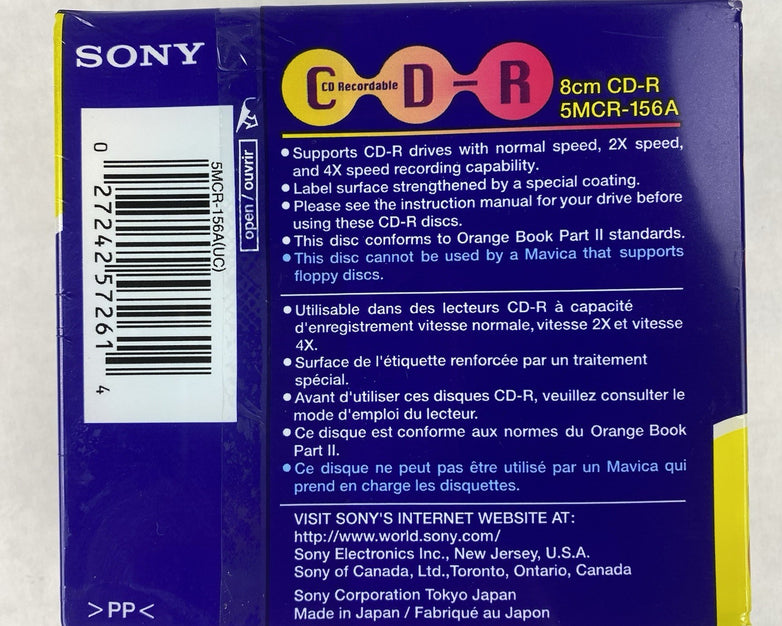 SONY
0 27242 57261 4
5MCR-156A(UC)
open / ouvrir
CD Recordable
CD-R
8cm CD-R
5MCR-156A
•Supports CD-R drives with normal speed, 2X speed,
and 4X speed recording capability.
•Label surface strengthened by a special coating.
•Please see the instruction manual for your drive before
using these CD-R discs.
•This disc conforms to Orange Book Part II standards.
•This disc cannot be used by a Mavica that supports
floppy discs.
•Utilisable dans des lecteurs CD-R à capacité
d'enregistrement vitesse normale, vitesse 2X et vitesse
4X.
•Surface de l'étiquette renforcée par un traitement
spécial.
•Avant d'utiliser ces disques CD-R, veuillez consulter le
mode d'emploi du lecteur.
•Ce disque est conforme aux normes du Orange Book
Part II.
•Ce disque ne peut pas être utilisé par un Mavica qui
prend en charge les disquettes.
VISIT SONY'S INTERNET WEBSITE AT:
http://www.world.sony.com/
Sony Electronics Inc., New Jersey, U.S.A.
Sony of Canada, Ltd.,Toronto, Ontario, Canada
Sony Corporation Tokyo Japan
Made in Japan / Fabriqué au Japon
>PP<